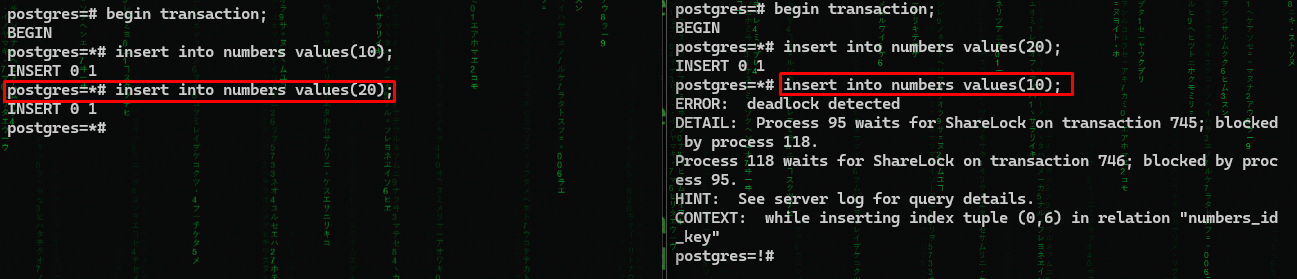 postgres=# begin transaction;
BEGIN
postgres=*# insert into numbers values(10);
INSERT 0 1
postgres=*# insert into numbers values(20);
INSERT 0 1
postgres=*#
postgres=# begin transaction;
BEGIN
postgres=*# insert into numbers values(20);
INSERT 0 1
postgres=*# insert into numbers values(10);
ERROR:  deadlock detected
DETAIL:  Process 95 waits for ShareLock on transaction 745; blocked
 by process 118.
Process 118 waits for ShareLock on transaction 746; blocked by proc
ess 95.
HINT:  See server log for query details.
CONTEXT:  while inserting index tuple (0,6) in relation "numbers_id
_key"
postgres=!#